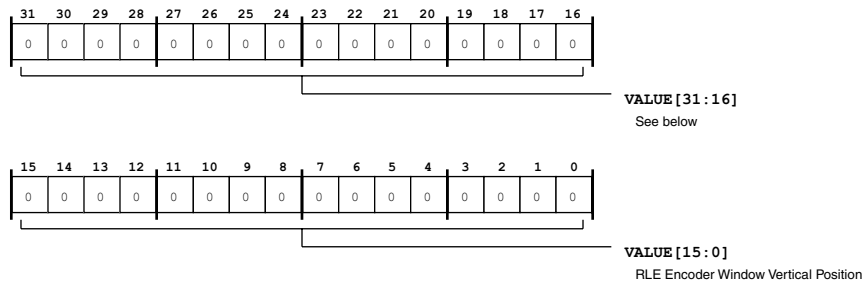 31 30 29 28 27 26 25 24 23 22 21 20 19 18 17 16
0 0 0 0 0 0 0 0 0 0 0 0 0 0 0 0
VALUE[31:16]
See below
15 14 13 12 11 10 9 8 7 6 5 4 3 2 1 0
0 0 0 0 0 0 0 0 0 0 0 0 0 0 0 0
VALUE[15:0]
RLE Encoder Window Vertical Position